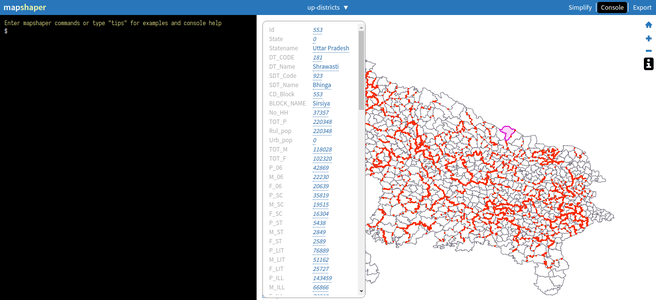 mapshaper
up-districts ▼
Simplify Console Export
Enter mapshaper commands or type "tips" for examples and console help
$
Id 553
State 0
Statename Uttar Pradesh
DT_CODE 181
DT_Name Shrawasti
SDT_Code 923
SDT_Name Bhinga
CD_Block 553
BLOCK_NAME Sirsiya
No_HH 37357
TOT_P 220348
Rul_pop 220348
Urb_pop 0
TOT_M 118028
TOT_F 102320
P_06 42869
M_06 22230
F_06 20639
P_SC 35819
M_SC 19515
F_SC 16304
P_ST 5438
M_ST 2849
F_ST 2589
P_LIT 76889
M_LIT 51162
F_LIT 25727
P_ILL 143459
M_ILL 66866